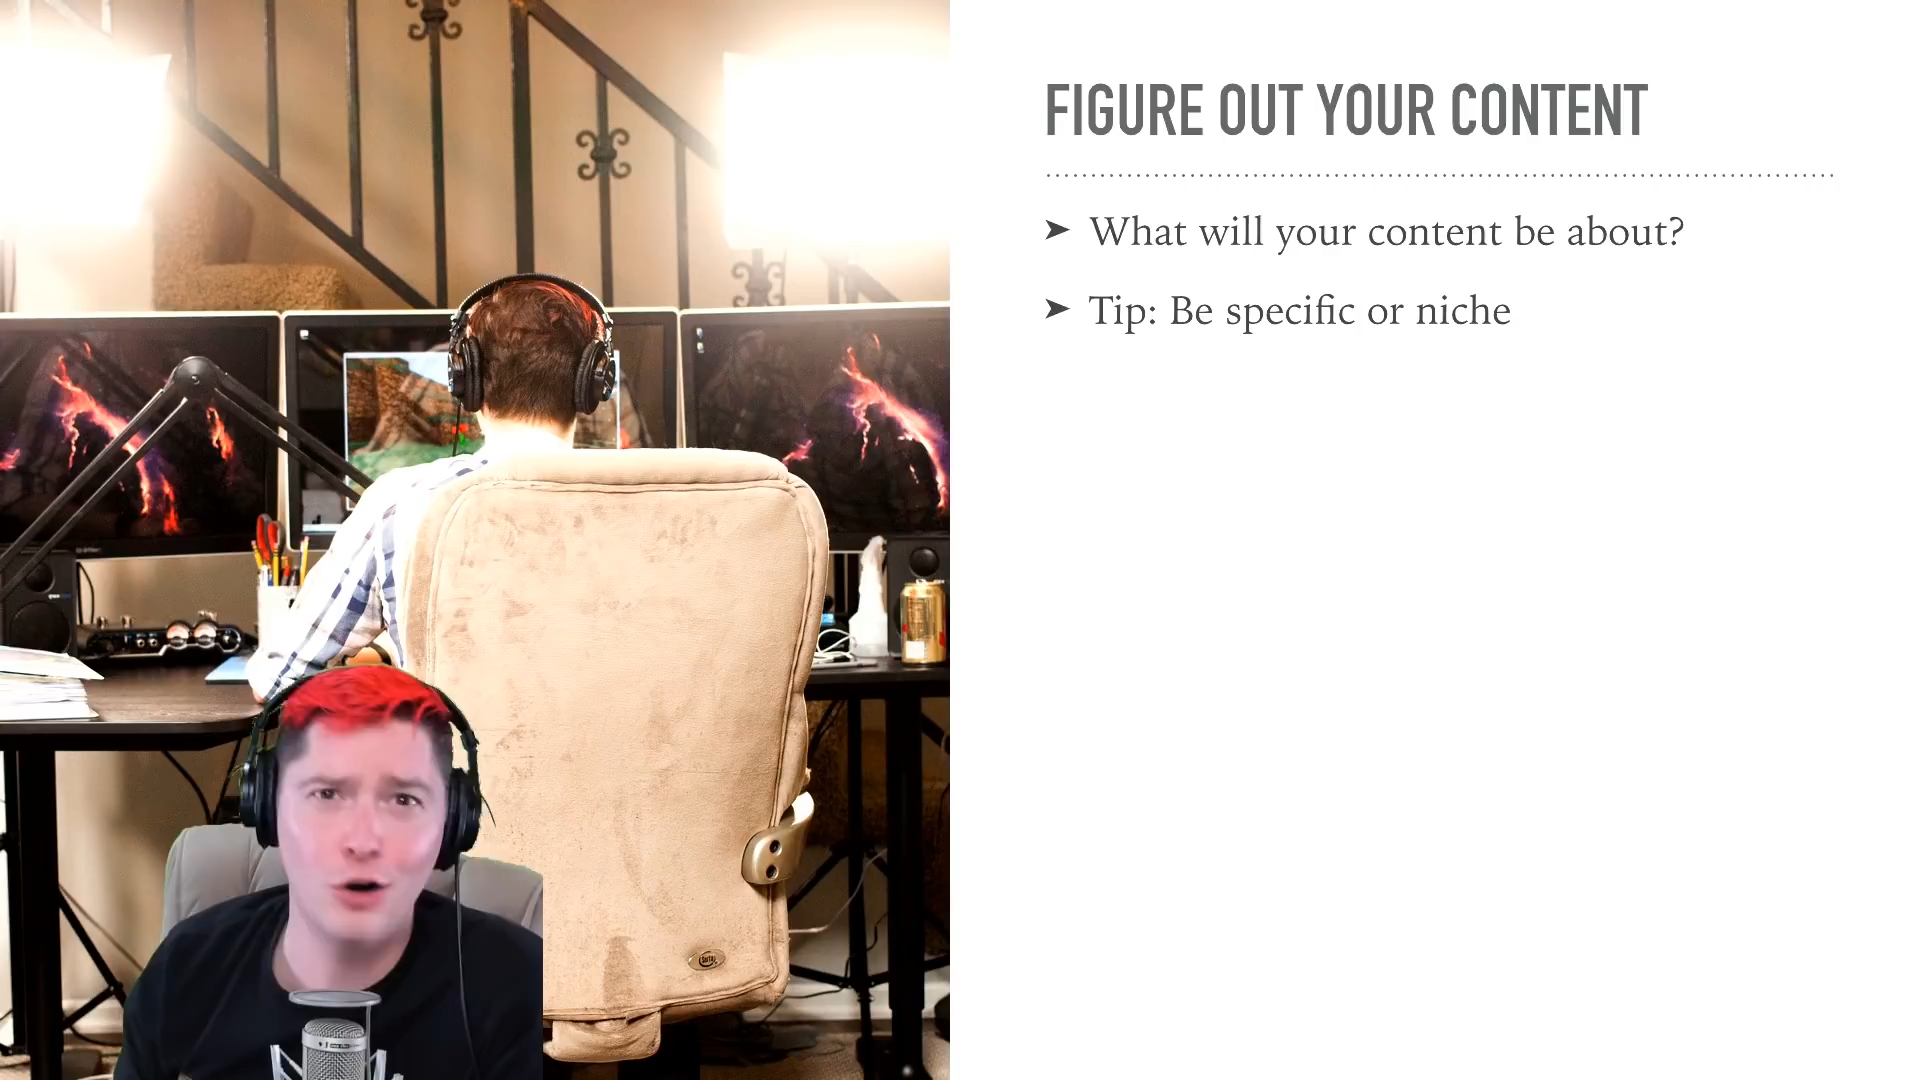 FIGURE OUT YOUR CONTENT
➤ What will your content be about?
➤ Tip: Be specific or niche